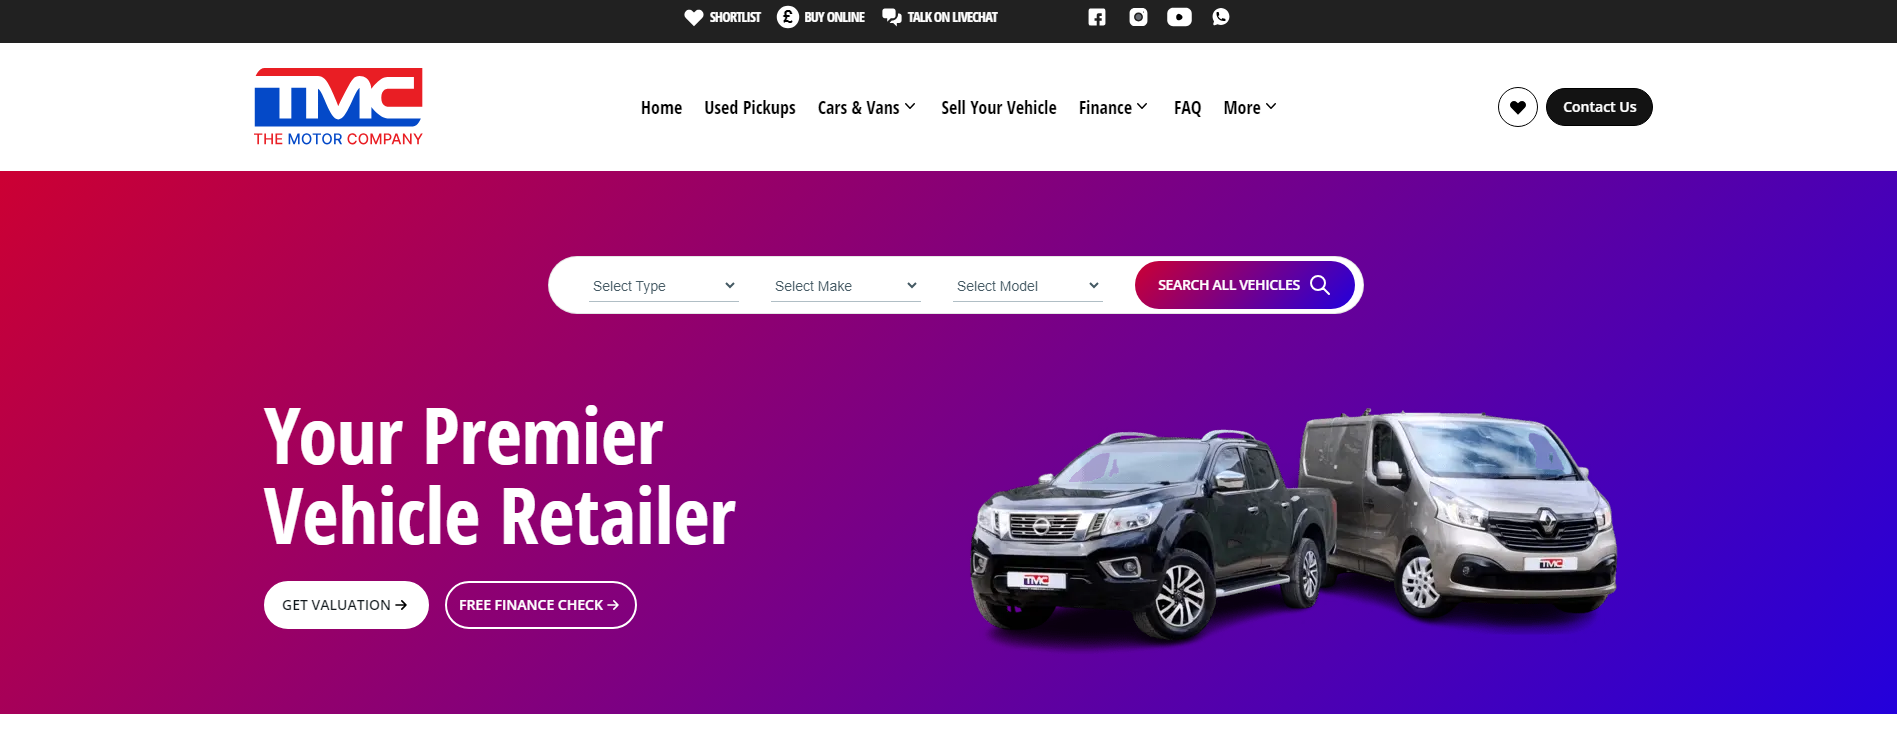 SHORTLIST
£ BUY ONLINE
TALK ON LIVECHAT
TMC
THE MOTOR COMPANY
Home
Used Pickups
Cars & Vans
Sell Your Vehicle
Finance
FAQ
More
Contact Us
Select Type
Select Make
Select Model
SEARCH ALL VEHICLES
Your Premier
Vehicle Retailer
GET VALUATION
FREE FINANCE CHECK
TMC
TMC